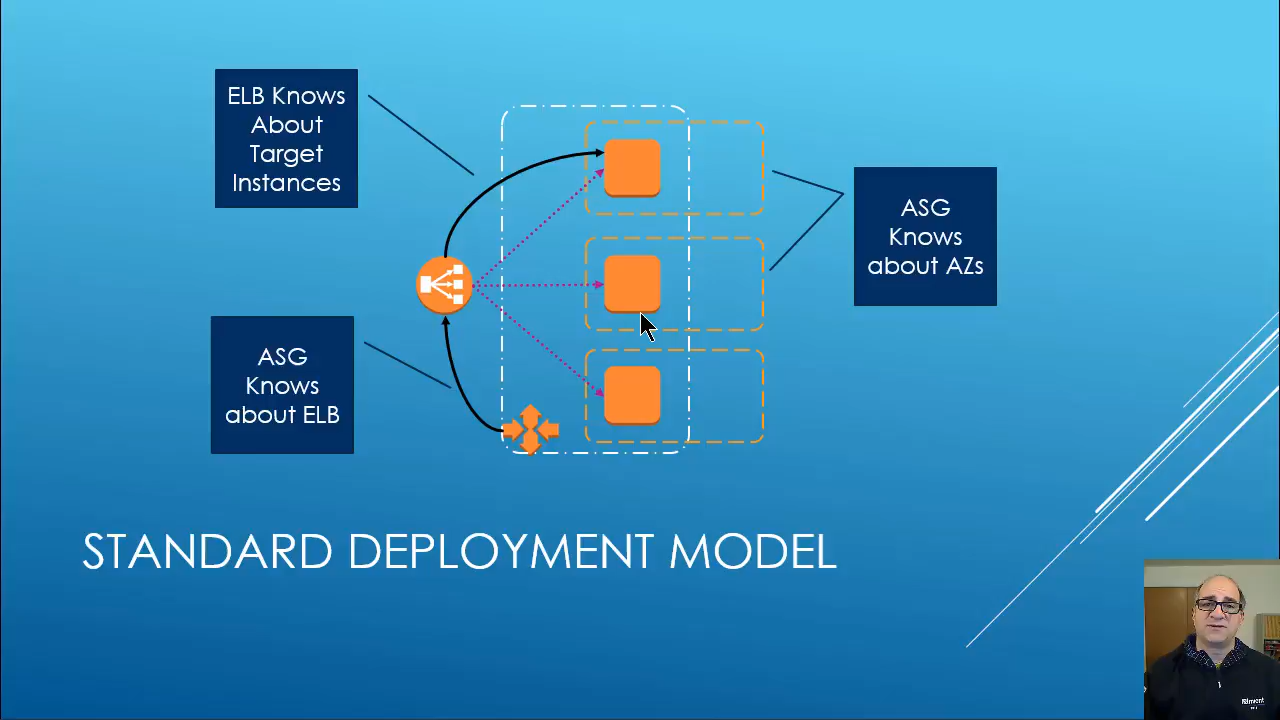 ELB Knows
About
Target
Instances
ASG
Knows
about AZs
ASG
Knows
about ELB
STANDARD DEPLOYMENT MODEL